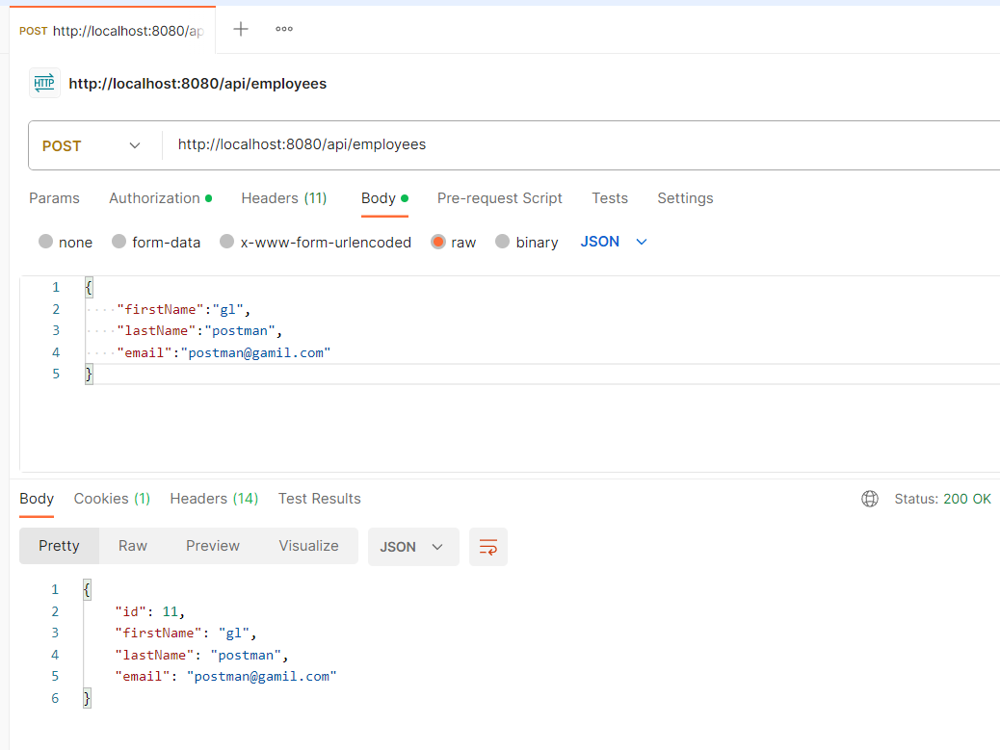 POST http://localhost:8080/ap
HTTP http://localhost:8080/api/employees
POST http://localhost:8080/api/employees
Params Authorization Headers (11) Body Pre-request Script Tests Settings
none form-data x-www-form-urlencoded raw binary JSON
1 {
2 ····"firstName":"gl",
3 ····"lastName":"postman",
4 ····"email":"postman@gamil.com"
5 }
Body Cookies (1) Headers (14) Test Results Status: 200 OK
Pretty Raw Preview Visualize JSON
1 {
2 "id": 11,
3 "firstName": "gl",
4 "lastName": "postman",
5 "email": "postman@gamil.com"
6 }